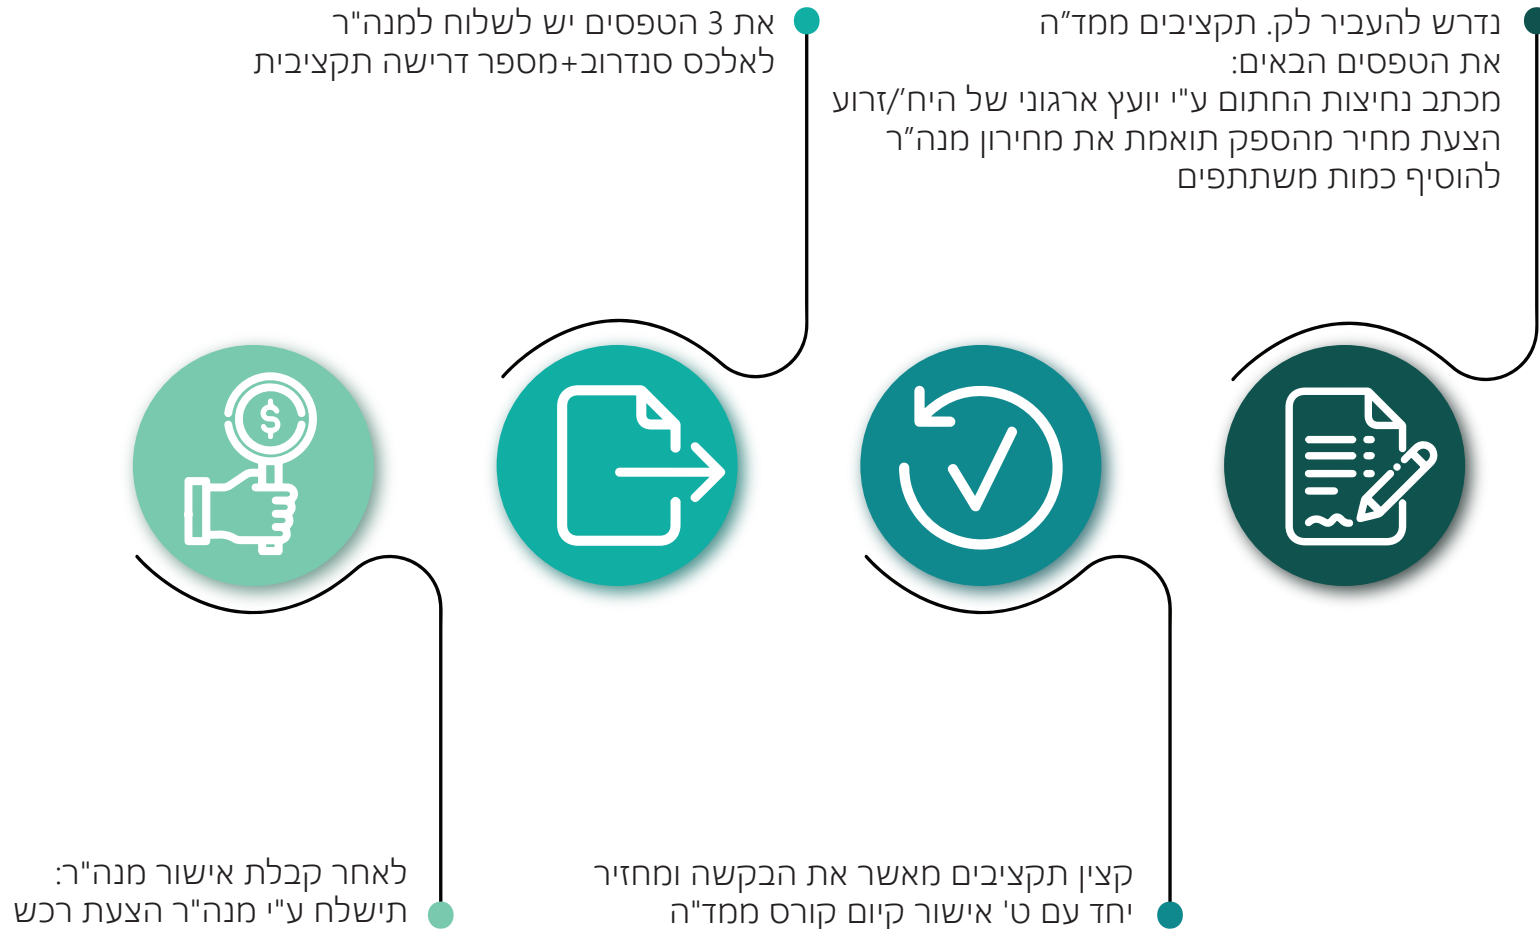 נדרש להעביר לק. תקציבים ממד״ה
את הטפסים הבאים:
מכתב נחיצות החתום ע"י יועץ ארגוני של היח'/זרוע
הצעת מחיר מהספק תואמת את מחירון מנה״ר
להוסיף כמות משתתפים
קצין תקציבים מאשר את הבקשה ומחזיר
יחד עם ט' אישור קיום קורס ממד"ה
את 3 הטפסים יש לשלוח למנה"ר
לאלכס סנדרוב+מספר דרישה תקציבית
לאחר קבלת אישור מנה"ר:
תישלח ע"י מנה"ר הצעת רכש
$